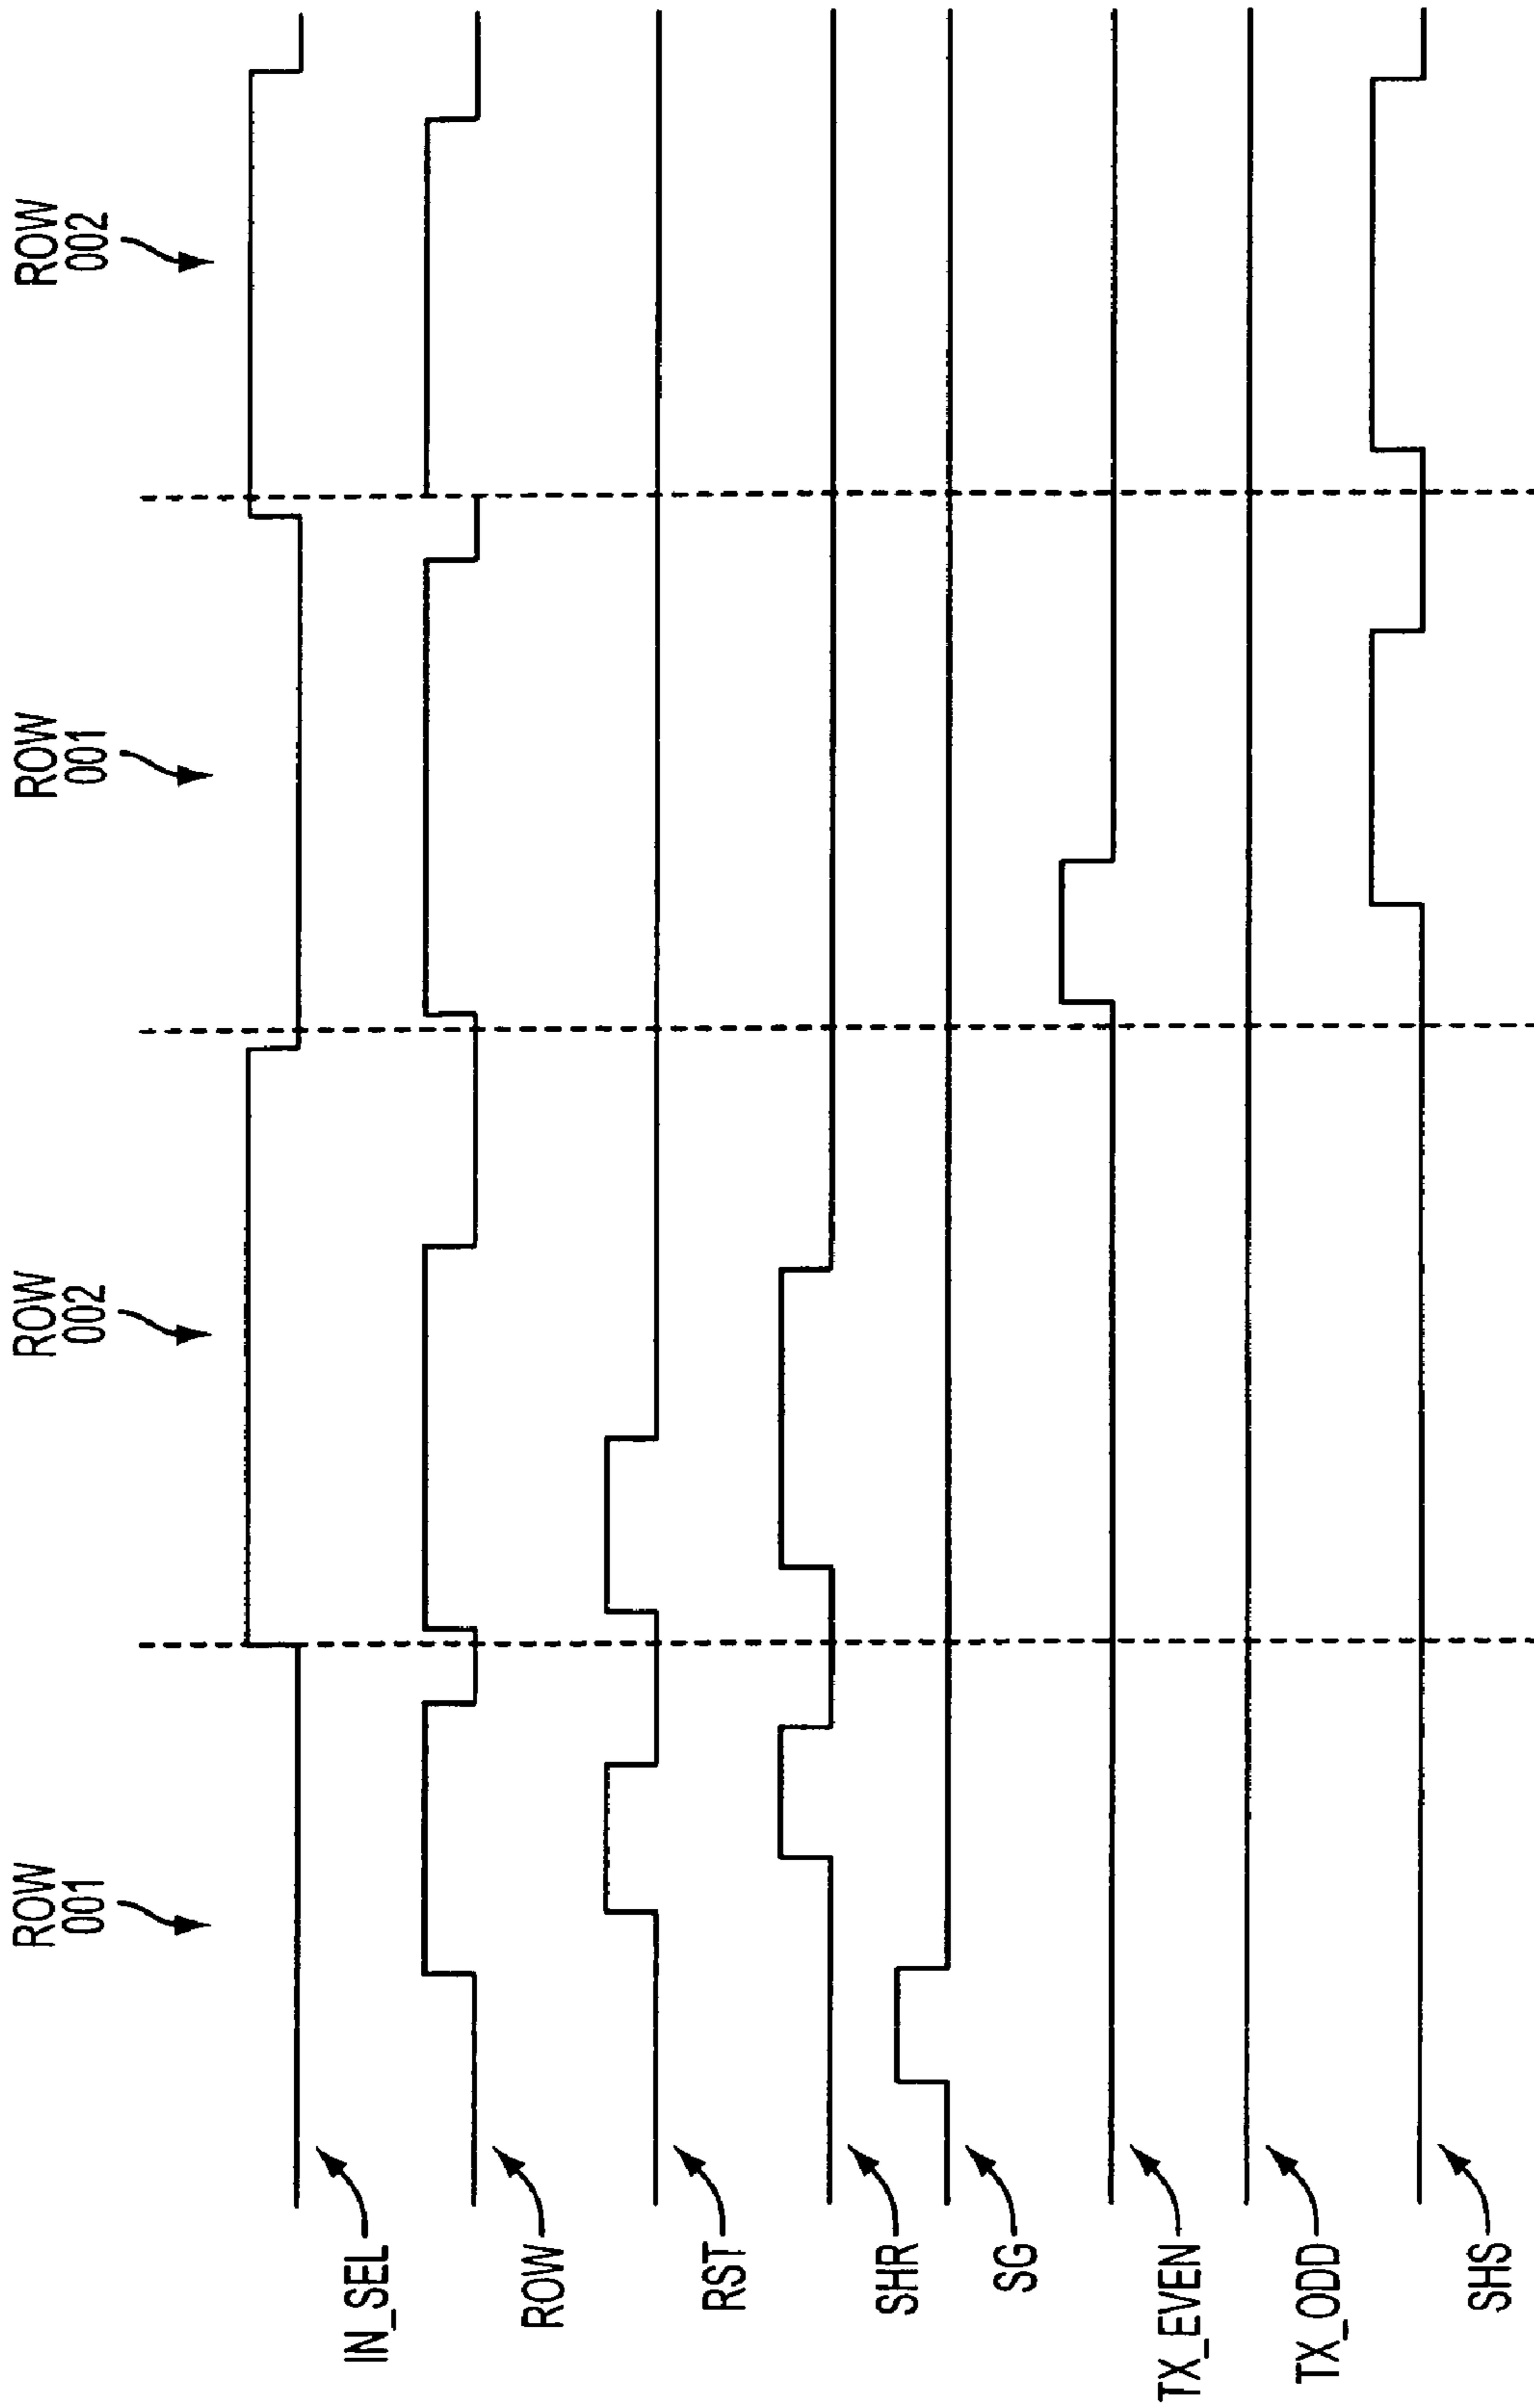 ROW
001
ROW
002
ROW
001
ROW
002
IN_SEL
ROW
RST
SHR
SG
TX_EVEN
TX_ODD
SHS